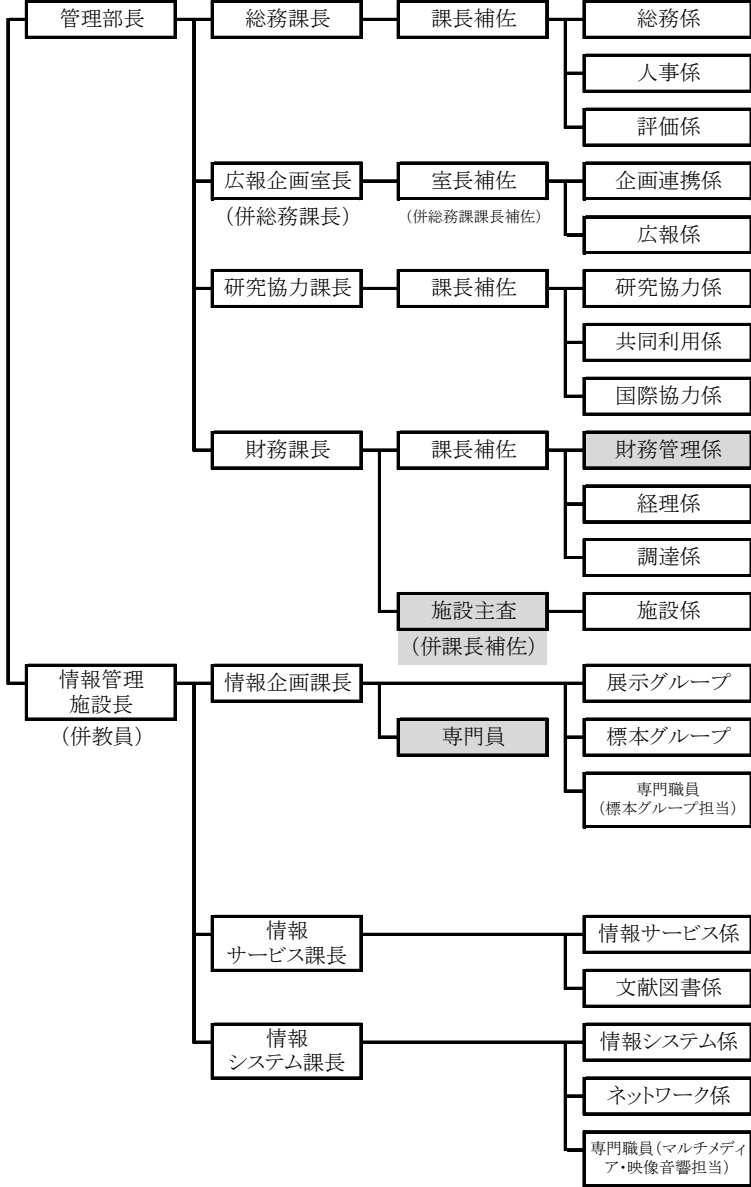 管理部長
総務課長
課長補佐
総務係
人事係
評価係
広報企画室長
(併総務課長)
室長補佐
(併総務課課長補佐)
企画連携係
広報係
研究協力課長
課長補佐
研究協力係
共同利用係
国際協力係
財務課長
課長補佐
財務管理係
経理係
調達係
施設主査
(併課長補佐)
施設係
情報管理
施設長
(併教員)
情報企画課長
展示グループ
専門員
標本グループ
専門職員
(標本グループ担当)
情報
サービス課長
情報サービス係
文献図書係
情報
システム課長
情報システム係
ネットワーク係
専門職員(マルチメディ
ア・映像音響担当)